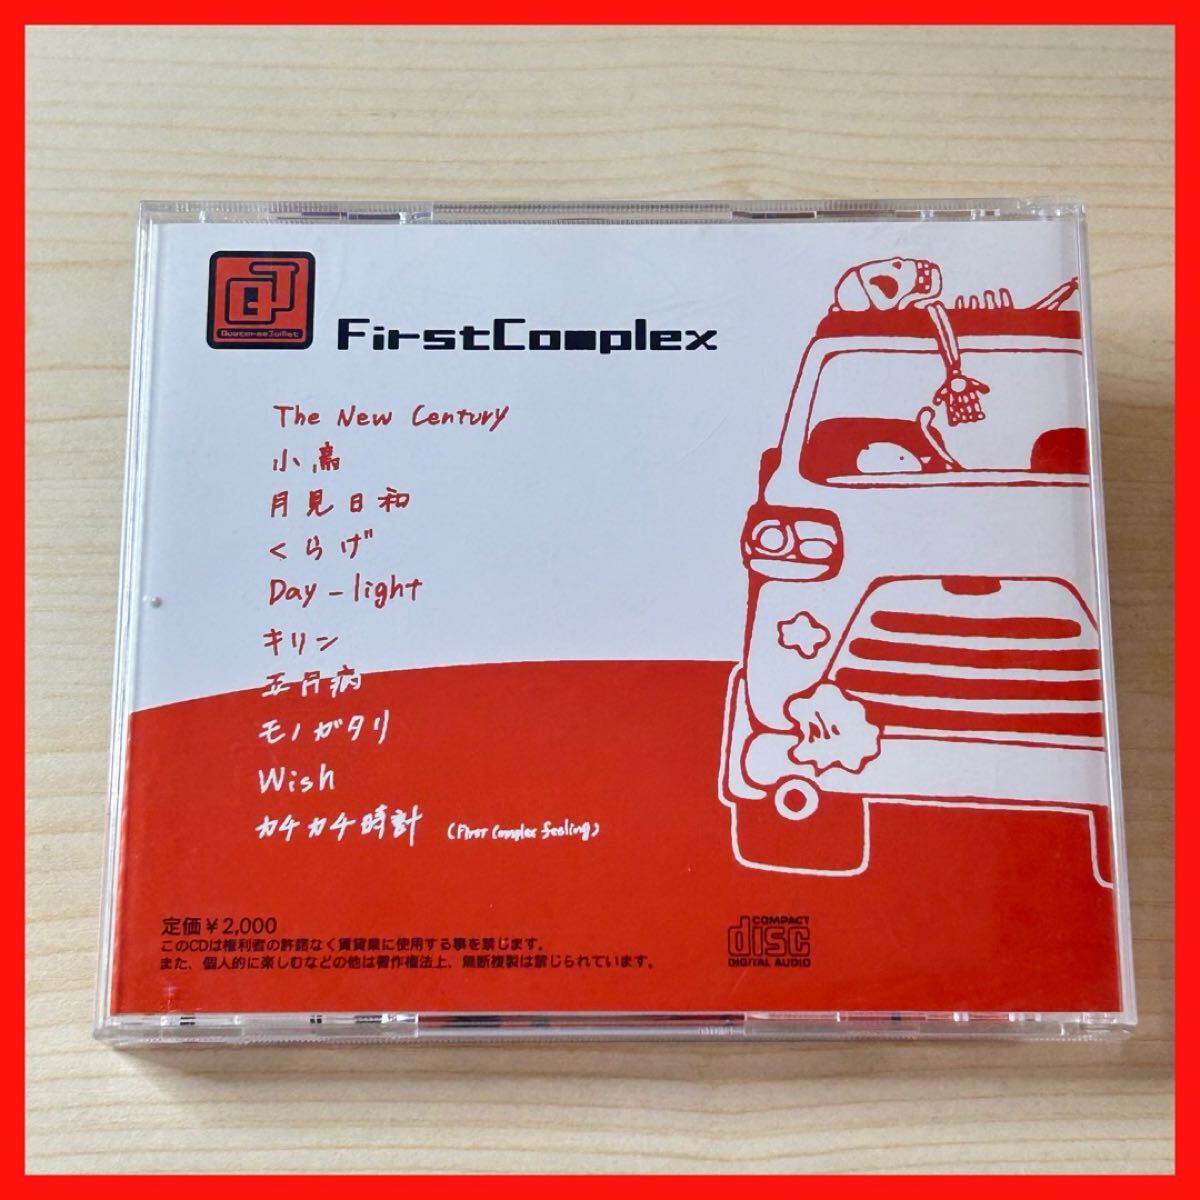 QJ
QuatorzeJuillet
FirstComplex
The New Century
月見日和
くらげ
Day-light
キリン
五月病
モノガタリ
Wish
カチカチ時計 (First Complex feeling)
定価￥2,000
このCDは権利者の許諾なく賃貸業に使用する事を禁じます。
また、個人的に楽しむなどの他は著作権法上、無断複製は禁じられています。
COMPACT
disc
DIGITAL AUDIO